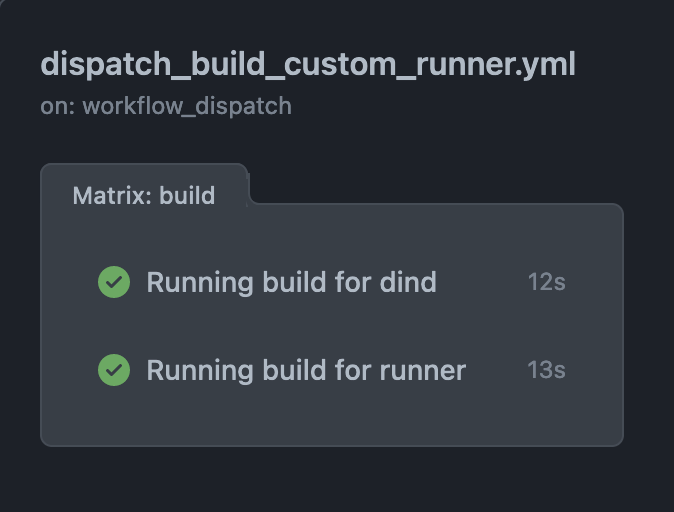 dispatch_build_custom_runner.yml
on: workflow_dispatch
Matrix: build
Running build for dind 12s
Running build for runner 13s